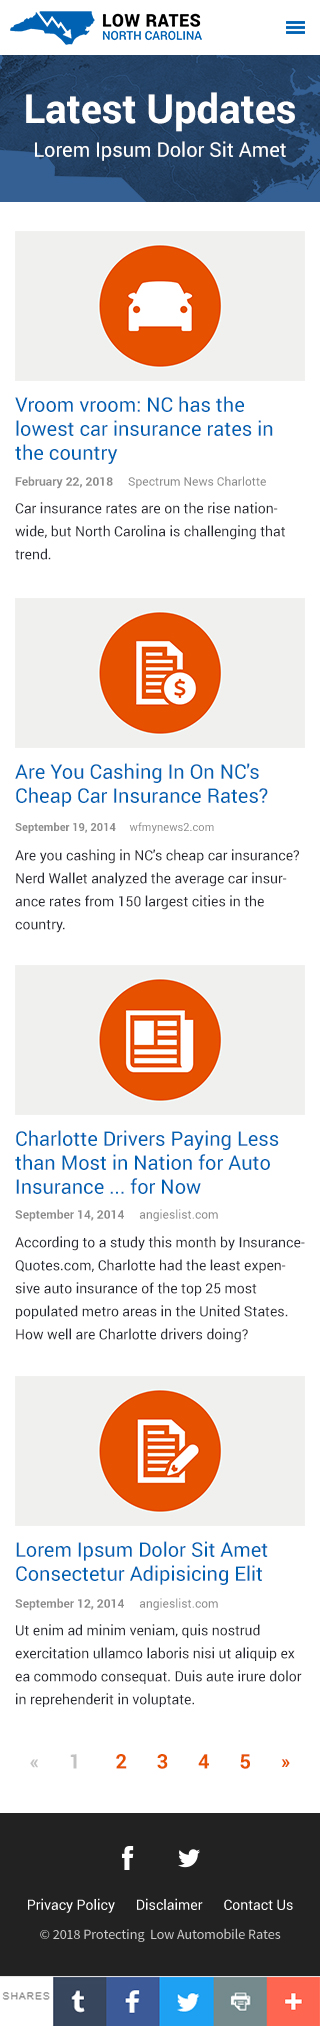 LOW RATES
NORTH CAROLINA
Latest Updates
Lorem Ipsum Dolor Sit Amet
Vroom vroom: NC has the
lowest car insurance rates in
the country
February 22, 2018 Spectrum News Charlotte
Car insurance rates are on the rise nation-
wide, but North Carolina is challenging that
trend.
$
Are You Cashing In On NC's
Cheap Car Insurance Rates?
September 19, 2014 wfmynews2.com
Are you cashing in NC's cheap car insurance?
Nerd Wallet analyzed the average car insur-
ance rates from 150 largest cities in the
country.
Charlotte Drivers Paying Less
than Most in Nation for Auto
Insurance ... for Now
September 14, 2014 angieslist.com
According to a study this month by Insurance-
Quotes.com, Charlotte had the least expen-
sive auto insurance of the top 25 most
populated metro areas in the United States.
How well are Charlotte drivers doing?
Lorem Ipsum Dolor Sit Amet
Consectetur Adipisicing Elit
September 12, 2014 angieslist.com
Ut enim ad minim veniam, quis nostrud
exercitation ullamco laboris nisi ut aliquip ex
ea commodo consequat. Duis aute irure dolor
in reprehenderit in voluptate.
« 1 2 3 4 5 »
f
Privacy Policy Disclaimer Contact Us
© 2018 Protecting Low Automobile Rates
SHARES t f +